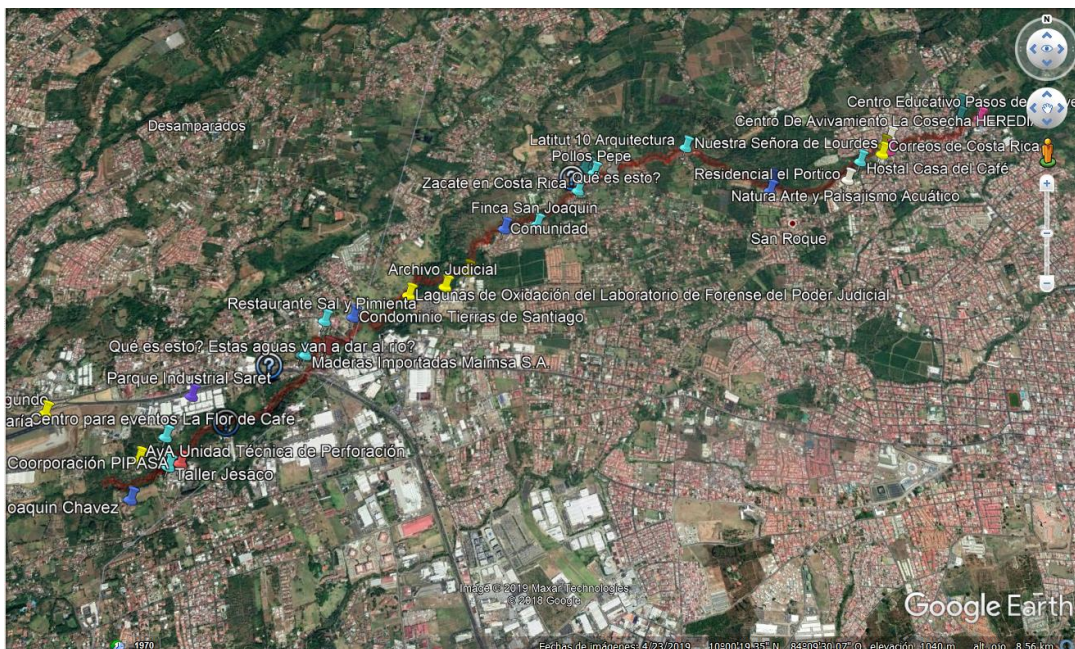 N
Centro Educativo Pasos de
Centro De Avivamiento La Cosecha HEREDIA
Desamparados
Latitut 10 Arquitectura
Nuestra Señora de Lourdes
Correos de Costa Rica
Pollos Pepe
Hostal Casa del Café
Residencial el Portico
Zacate en Costa Rica
Qué es esto?
Natura Arte y Paisajismo Acuático
Finca San Joaquin
Comunidad
San Roque
Archivo Judicial
Lagunas de Oxidación del Laboratorio de Forense del Poder Judicial
Restaurante Sal y Pimienta
Condominio Tierras de Santiago
Qué es esto? Estas aguas van a dar al rio?
Maderas Importadas Maimsa S.A.
Parque Industrial Saret
gundo
aría
Centro para eventos La Flor de Cafe
AyA Unidad Técnica de Perforación
Coorporación PIPASA
Taller Jesaco
oaquin Chavez
Image © 2019 Maxar Technologies
© 2018 Google
Google Earth
1970
Fechas de imágenes: 4/23/2019 10°00'19.35" N 84°09'30.07" O elevación 1040 m alt. ojo 8.56 km